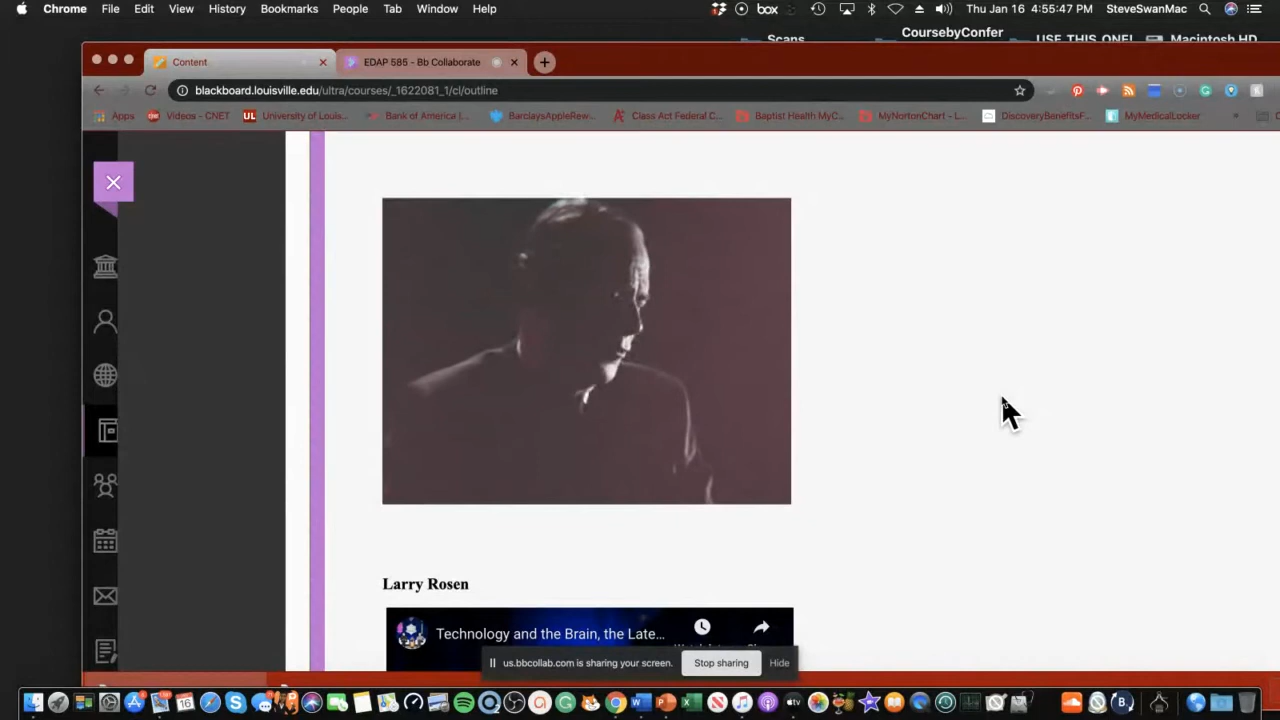 Chrome File Edit View History Bookmarks People Tab Window Help
box
Thu Jan 16 4:55:47 PM SteveSwanMac
Scans
CoursebyConfer
USE THIS ONE!
Macintosh HD
Content
EDAP 585 - Bb Collaborate
blackboard.louisville.edu/ultra/courses/_1622081_1/cl/outline
Apps
Videos - CNET
University of Louis...
Bank of America |...
BarclaysAppleRew...
Class Act Federal C...
Baptist Health MyC...
MyNortonChart - L...
DiscoveryBenefitsF...
MyMedicalLocker
Larry Rosen
Technology and the Brain, the Late...
us.bbcollab.com is sharing your screen.
Stop sharing
Hide